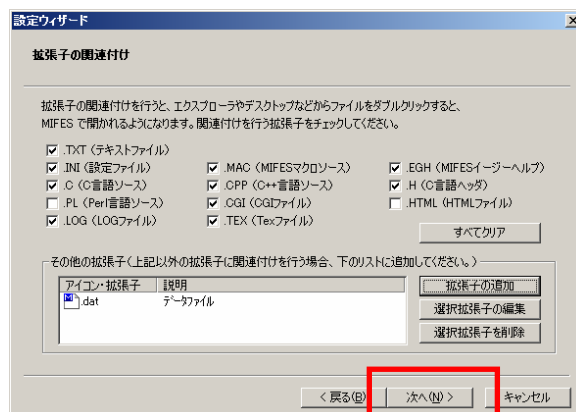 設定ウィザード
拡張子の関連付け
拡張子の関連付けを行うと、エクスプローラやデスクトップなどからファイルをダブルクリックすると、
MIFES で開かれるようになります。関連付けを行う拡張子をチェックしてください。
.TXT (テキストファイル)
.INI (設定ファイル) .MAC (MIFESマクロソース) .EGH (MIFESイージーヘルプ)
.C (C言語ソース) .CPP (C++言語ソース) .H (C言語ヘッダ)
.PL (Perl言語ソース) .CGI (CGIファイル) .HTML (HTMLファイル)
.LOG (LOGファイル) .TEX (Texファイル)
すべてクリア
その他の拡張子(上記以外の拡張子に関連付けを行う場合、下のリストに追加してください。)
アイコン・拡張子 説明 拡張子の追加
.dat データファイル
選択拡張子の編集
選択拡張子を削除
< 戻る(B) 次へ(N) > キャンセル